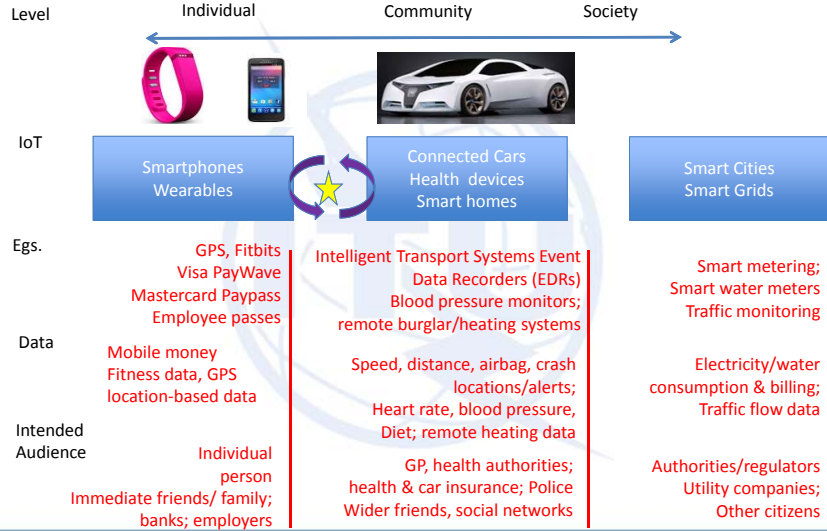 Level
Individual
Community
Society
IoT
Smartphones
Wearables
Connected Cars
Health devices
Smart homes
Smart Cities
Smart Grids
Egs.
GPS, Fitbits
Visa PayWave
Mastercard Paypass
Employee passes
Intelligent Transport Systems Event
Data Recorders (EDRs)
Blood pressure monitors;
remote burglar/heating systems
Smart metering;
Smart water meters
Traffic monitoring
Data
Mobile money
Fitness data, GPS
location-based data
Speed, distance, airbag, crash
locations/alerts;
Heart rate, blood pressure,
Diet; remote heating data
Electricity/water
consumption & billing;
Traffic flow data
Intended
Audience
Individual
person
Immediate friends/ family;
banks; employers
GP, health authorities;
health & car insurance; Police
Wider friends, social networks
Authorities/regulators
Utility companies;
Other citizens
ITU